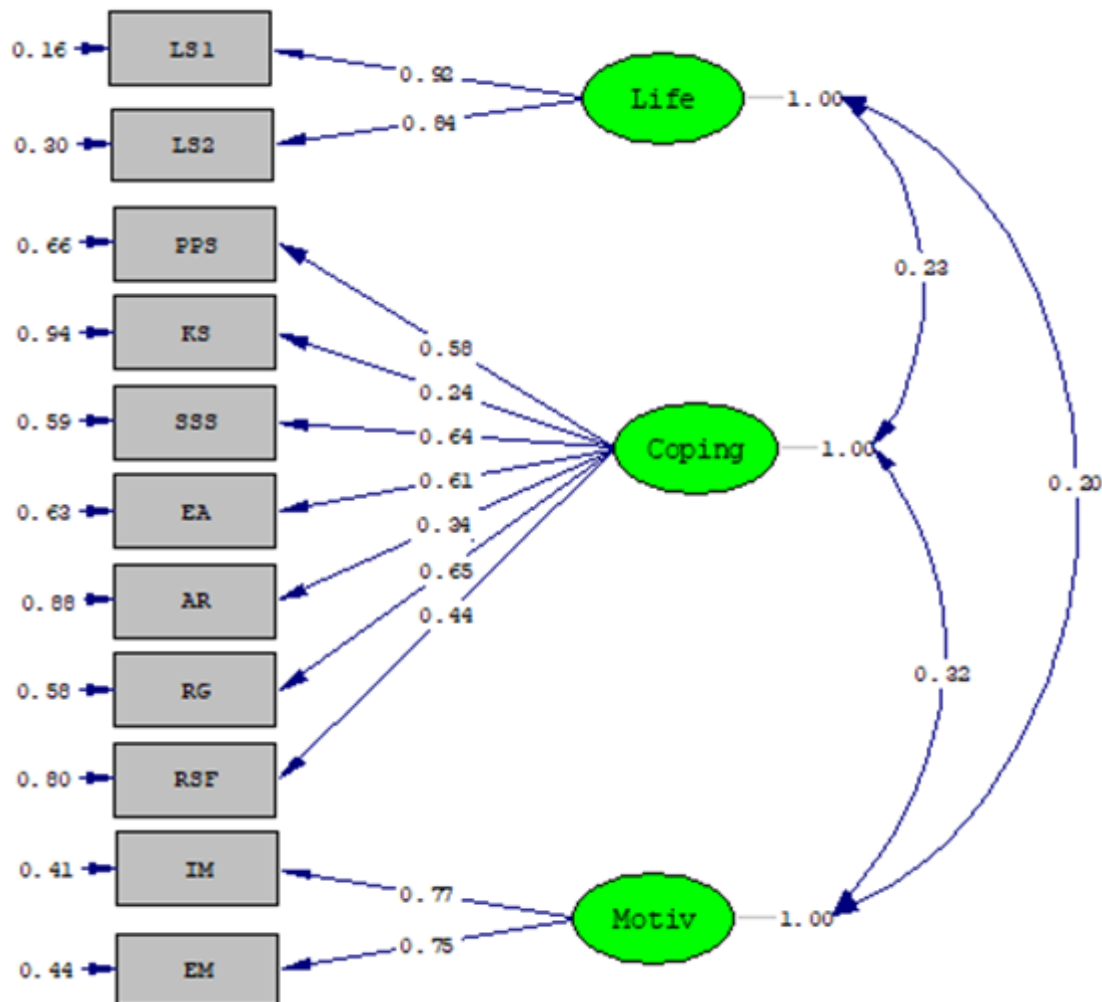 0.16 LS1
0.92
Life 1.00
0.84
0.30 LS2
0.66 PPS
0.23
0.94 KS
0.58
0.24
0.59 SSS
0.64
Coping 1.00
0.61
0.20
0.63 EA
0.34
0.65
0.88 AR
0.44
0.32
0.58 RG
0.80 RSF
0.41 IM
0.77
Motiv 1.00
0.75
0.44 EM